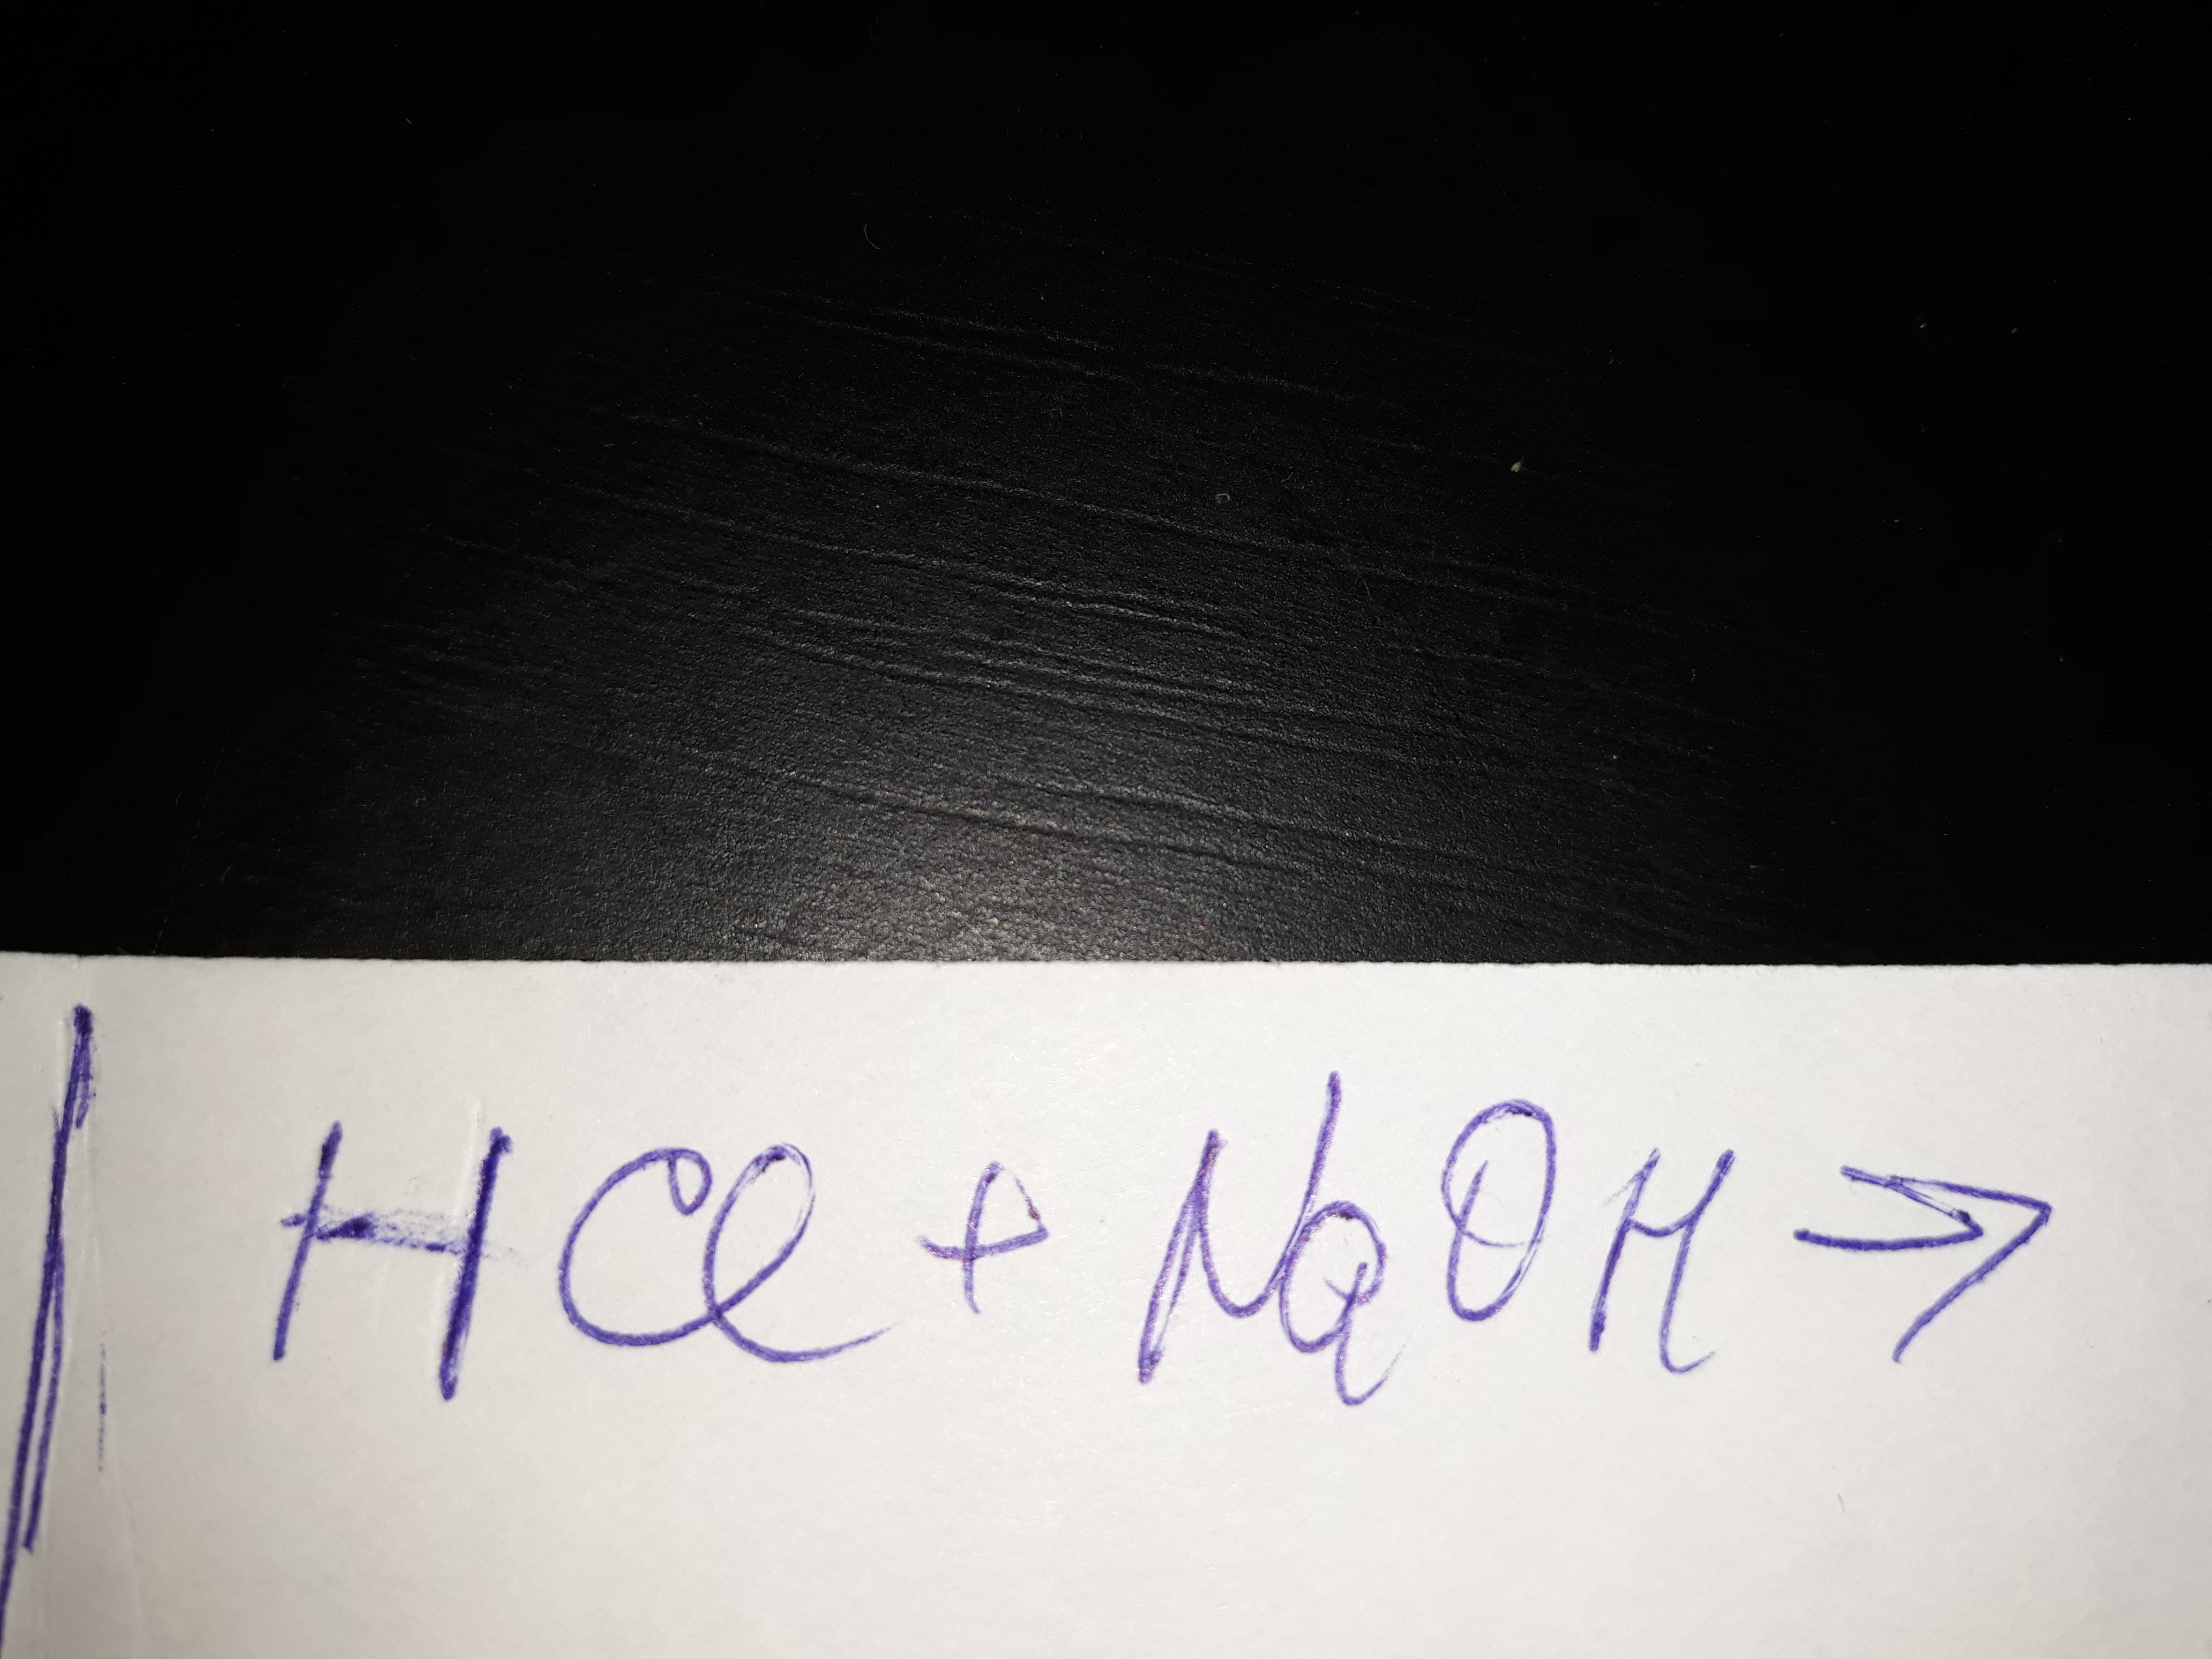 HCl + NaOH →